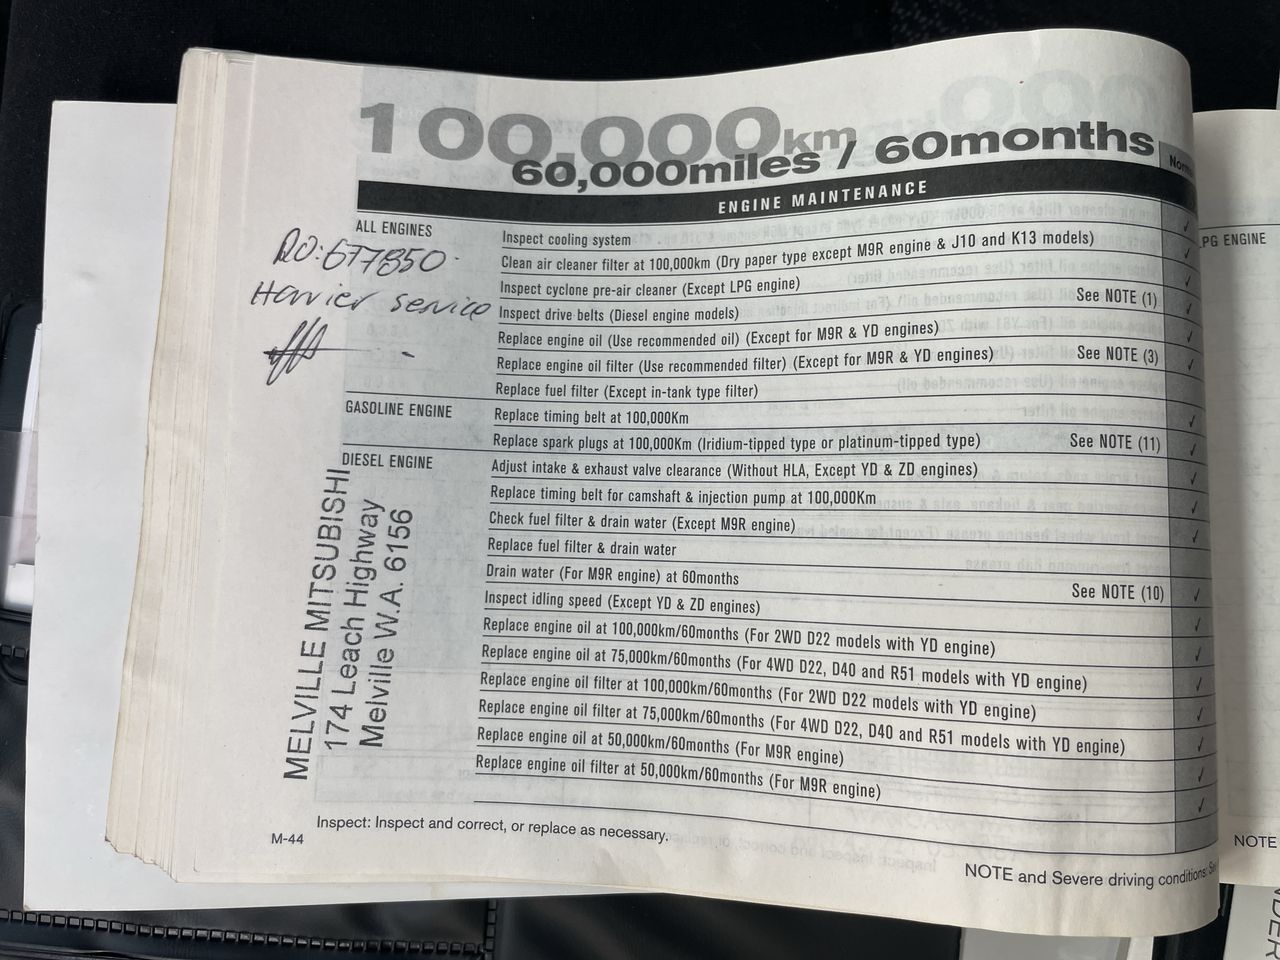 100,000km
60,000miles / 60months
ENGINE MAINTENANCE
ALL ENGINES
Inspect cooling system
Clean air cleaner filter at 100,000km (Dry paper type except M9R engine & J10 and K13 models)
Inspect cyclone pre-air cleaner (Except LPG engine)
Inspect drive belts (Diesel engine models) See NOTE (1)
Replace engine oil (Use recommended oil) (Except for M9R & YD engines)
Replace engine oil filter (Use recommended filter) (Except for M9R & YD engines) See NOTE (3)
Replace fuel filter (Except in-tank type filter)
GASOLINE ENGINE
Replace timing belt at 100,000Km
Replace spark plugs at 100,000Km (Iridium-tipped type or platinum-tipped type) See NOTE (11)
DIESEL ENGINE
Adjust intake & exhaust valve clearance (Without HLA, Except YD & ZD engines)
Replace timing belt for camshaft & injection pump at 100,000Km
Check fuel filter & drain water (Except M9R engine)
Replace fuel filter & drain water
Drain water (For M9R engine) at 60months See NOTE (10)
Inspect idling speed (Except YD & ZD engines)
Replace engine oil at 100,000km/60months (For 2WD D22 models with YD engine)
Replace engine oil at 75,000km/60months (For 4WD D22, D40 and R51 models with YD engine)
Replace engine oil filter at 100,000km/60months (For 2WD D22 models with YD engine)
Replace engine oil filter at 75,000km/60months (For 4WD D22, D40 and R51 models with YD engine)
Replace engine oil at 50,000km/60months (For M9R engine)
Replace engine oil filter at 50,000km/60months (For M9R engine)
Inspect: Inspect and correct, or replace as necessary.
M-44
NOTE and Severe driving conditions:
RO:677850
Harrier service
MELVILLE MITSUBISHI
174 Leach Highway
Melville W.A. 6156
LPG ENGINE
NOTE